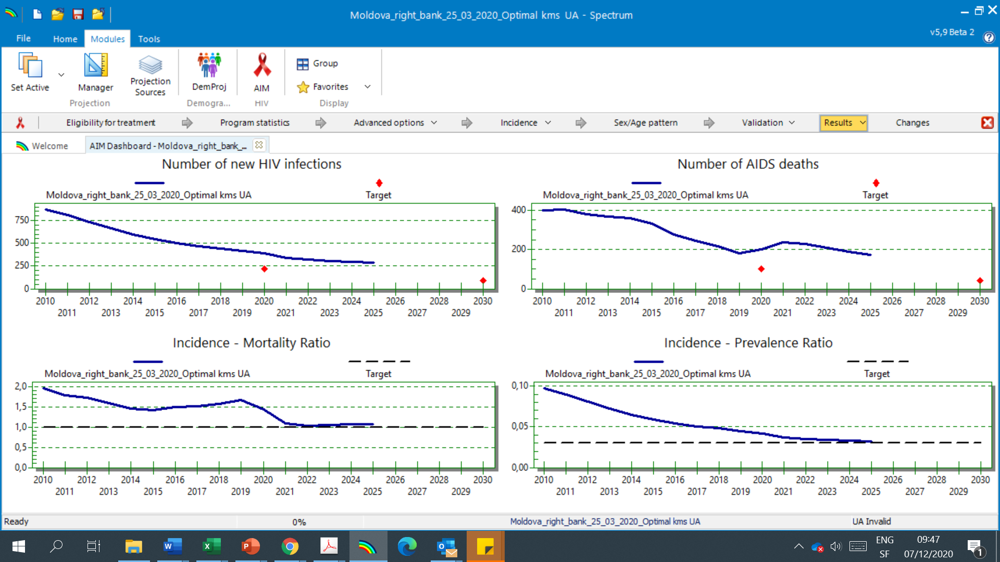 Moldova_right_bank_25_03_2020_Optimal kms UA - Spectrum
v5,9 Beta 2
File Home Modules Tools
Set Active
Manager
Projection Sources
Projection
DemProj
Demogra...
AIM
HIV
Group
Favorites
Display
Eligibility for treatment Program statistics Advanced options Incidence Sex/Age pattern Validation Results Changes
Welcome AIM Dashboard - Moldova_right_bank_...
Number of new HIV infections
Moldova_right_bank_25_03_2020_Optimal kms UA Target
750
500
250
0
2010 2012 2014 2016 2018 2020 2022 2024 2026 2028 2030
2011 2013 2015 2017 2019 2021 2023 2025 2027 2029
Number of AIDS deaths
Moldova_right_bank_25_03_2020_Optimal kms UA Target
400
200
0
2010 2012 2014 2016 2018 2020 2022 2024 2026 2028 2030
2011 2013 2015 2017 2019 2021 2023 2025 2027 2029
Incidence - Mortality Ratio
Moldova_right_bank_25_03_2020_Optimal kms UA Target
2,0
1,5
1,0
0,5
0,0
2010 2012 2014 2016 2018 2020 2022 2024 2026 2028 2030
2011 2013 2015 2017 2019 2021 2023 2025 2027 2029
Incidence - Prevalence Ratio
Moldova_right_bank_25_03_2020_Optimal kms UA Target
0,10
0,05
0,00
2010 2012 2014 2016 2018 2020 2022 2024 2026 2028 2030
2011 2013 2015 2017 2019 2021 2023 2025 2027 2029
Ready 0% Moldova_right_bank_25_03_2020_Optimal kms UA UA Invalid
ENG
SF
09:47
07/12/2020
1